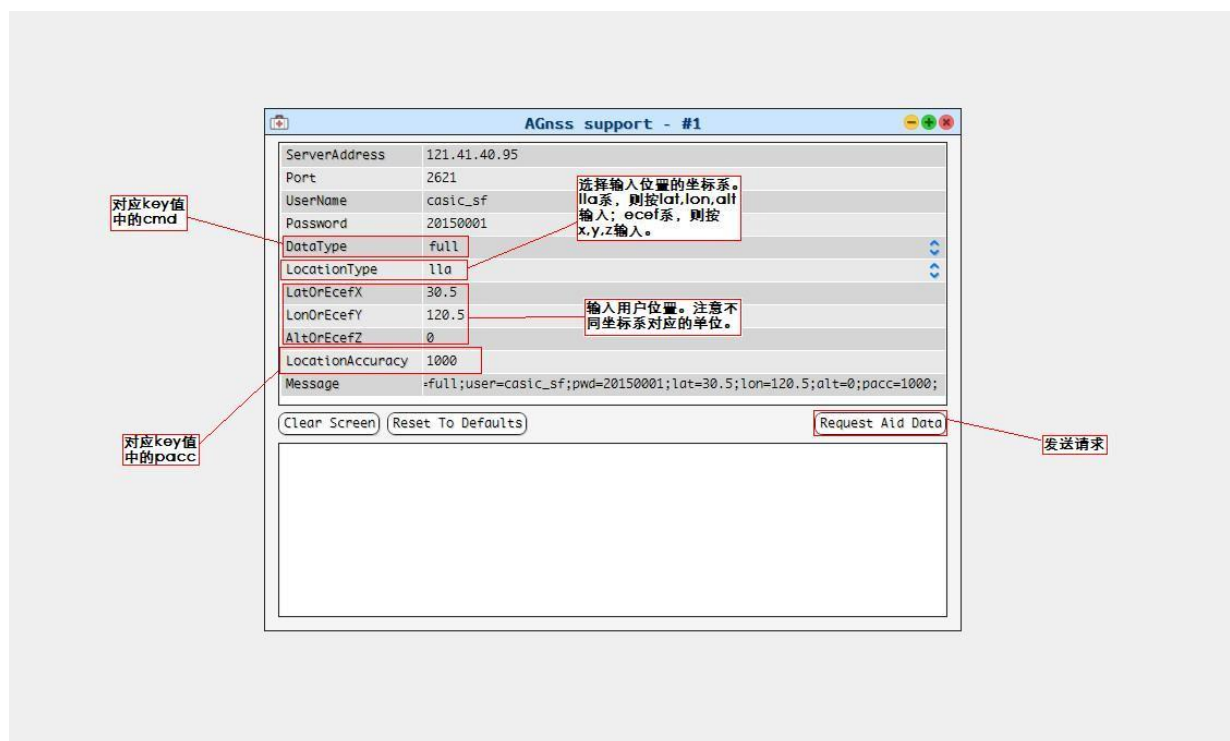 AGnss support - #1
ServerAddress 121.41.40.95
Port 2621
UserName casic_sf
Password 20150001
DataType full
LocationType lla
LatOrEcefX 30.5
LonOrEcefY 120.5
AltOrEcefZ 0
LocationAccuracy 1000
Message =full;user=casic_sf;pwd=20150001;lat=30.5;lon=120.5;alt=0;pacc=1000;
Clear Screen
Reset To Defaults
Request Aid Data
对应key值
中的cmd
选择输入位置的坐标系。
lla系，则按lat,lon,alt
输入；ecef系，则按
x,y,z输入。
输入用户位置。注意不
同坐标系对应的单位。
对应key值
中的pacc
发送请求